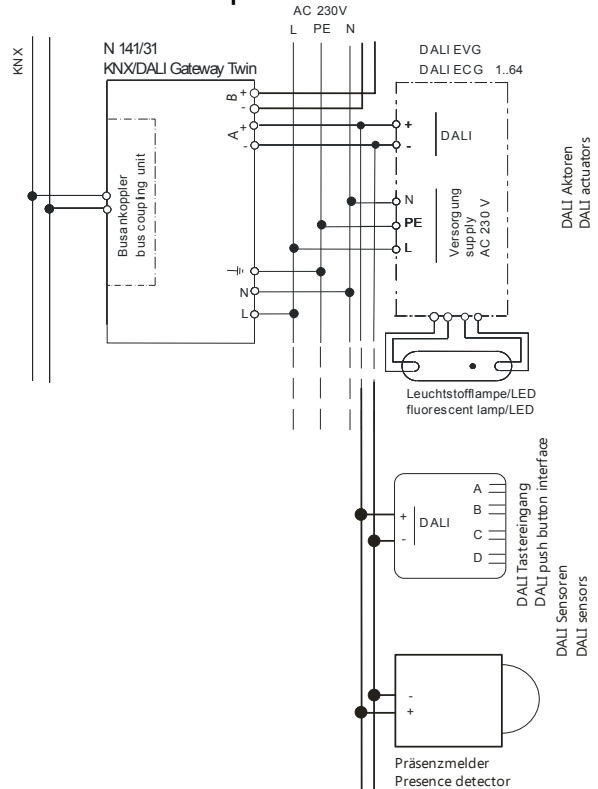 AC 230V
L PE N
KNX
N 141/31
KNX/DALI Gateway Twin
DALI EVG
DALI ECG 1..64
B + -
A + -
Busankoppler
bus coupling unit
+
-
DALI
N
PE
L
Versorgung
supply
AC 230 V
DALI Aktoren
DALI actuators
N
L
Leuchtstofflampe/LED
fluorescent lamp/LED
+
-
DALI
A
B
C
D
DALI Tastereingang
DALI push button interface
DALI Sensoren
DALI sensors
-
+
Präsenzmelder
Presence detector